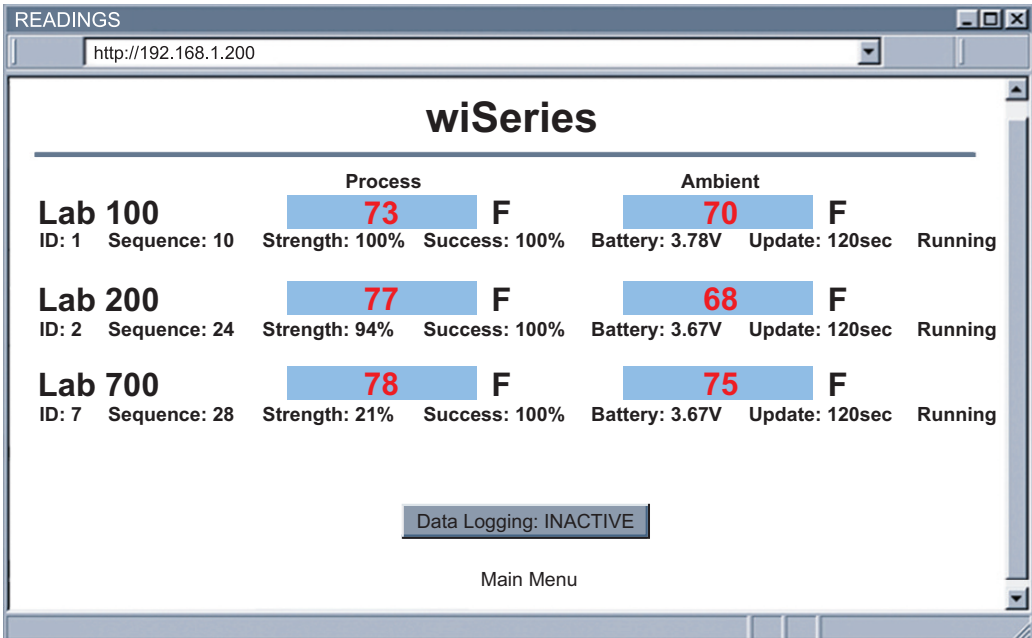 READINGS
http://192.168.1.200
wiSeries
Process Ambient
Lab 100 73 F 70 F
ID: 1 Sequence: 10 Strength: 100% Success: 100% Battery: 3.78V Update: 120sec Running
Lab 200 77 F 68 F
ID: 2 Sequence: 24 Strength: 94% Success: 100% Battery: 3.67V Update: 120sec Running
Lab 700 78 F 75 F
ID: 7 Sequence: 28 Strength: 21% Success: 100% Battery: 3.67V Update: 120sec Running
Data Logging: INACTIVE
Main Menu